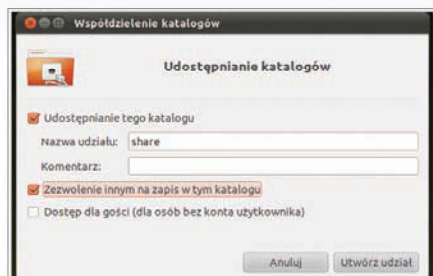 Współdzielenie katalogów
Udostępnianie katalogów
Udostępnianie tego katalogu
Nazwa udziału: share
Komentarz:
Zezwolenie innym na zapis w tym katalogu
Dostęp dla gości (dla osób bez konta użytkownika)
Anuluj Utwórz udział